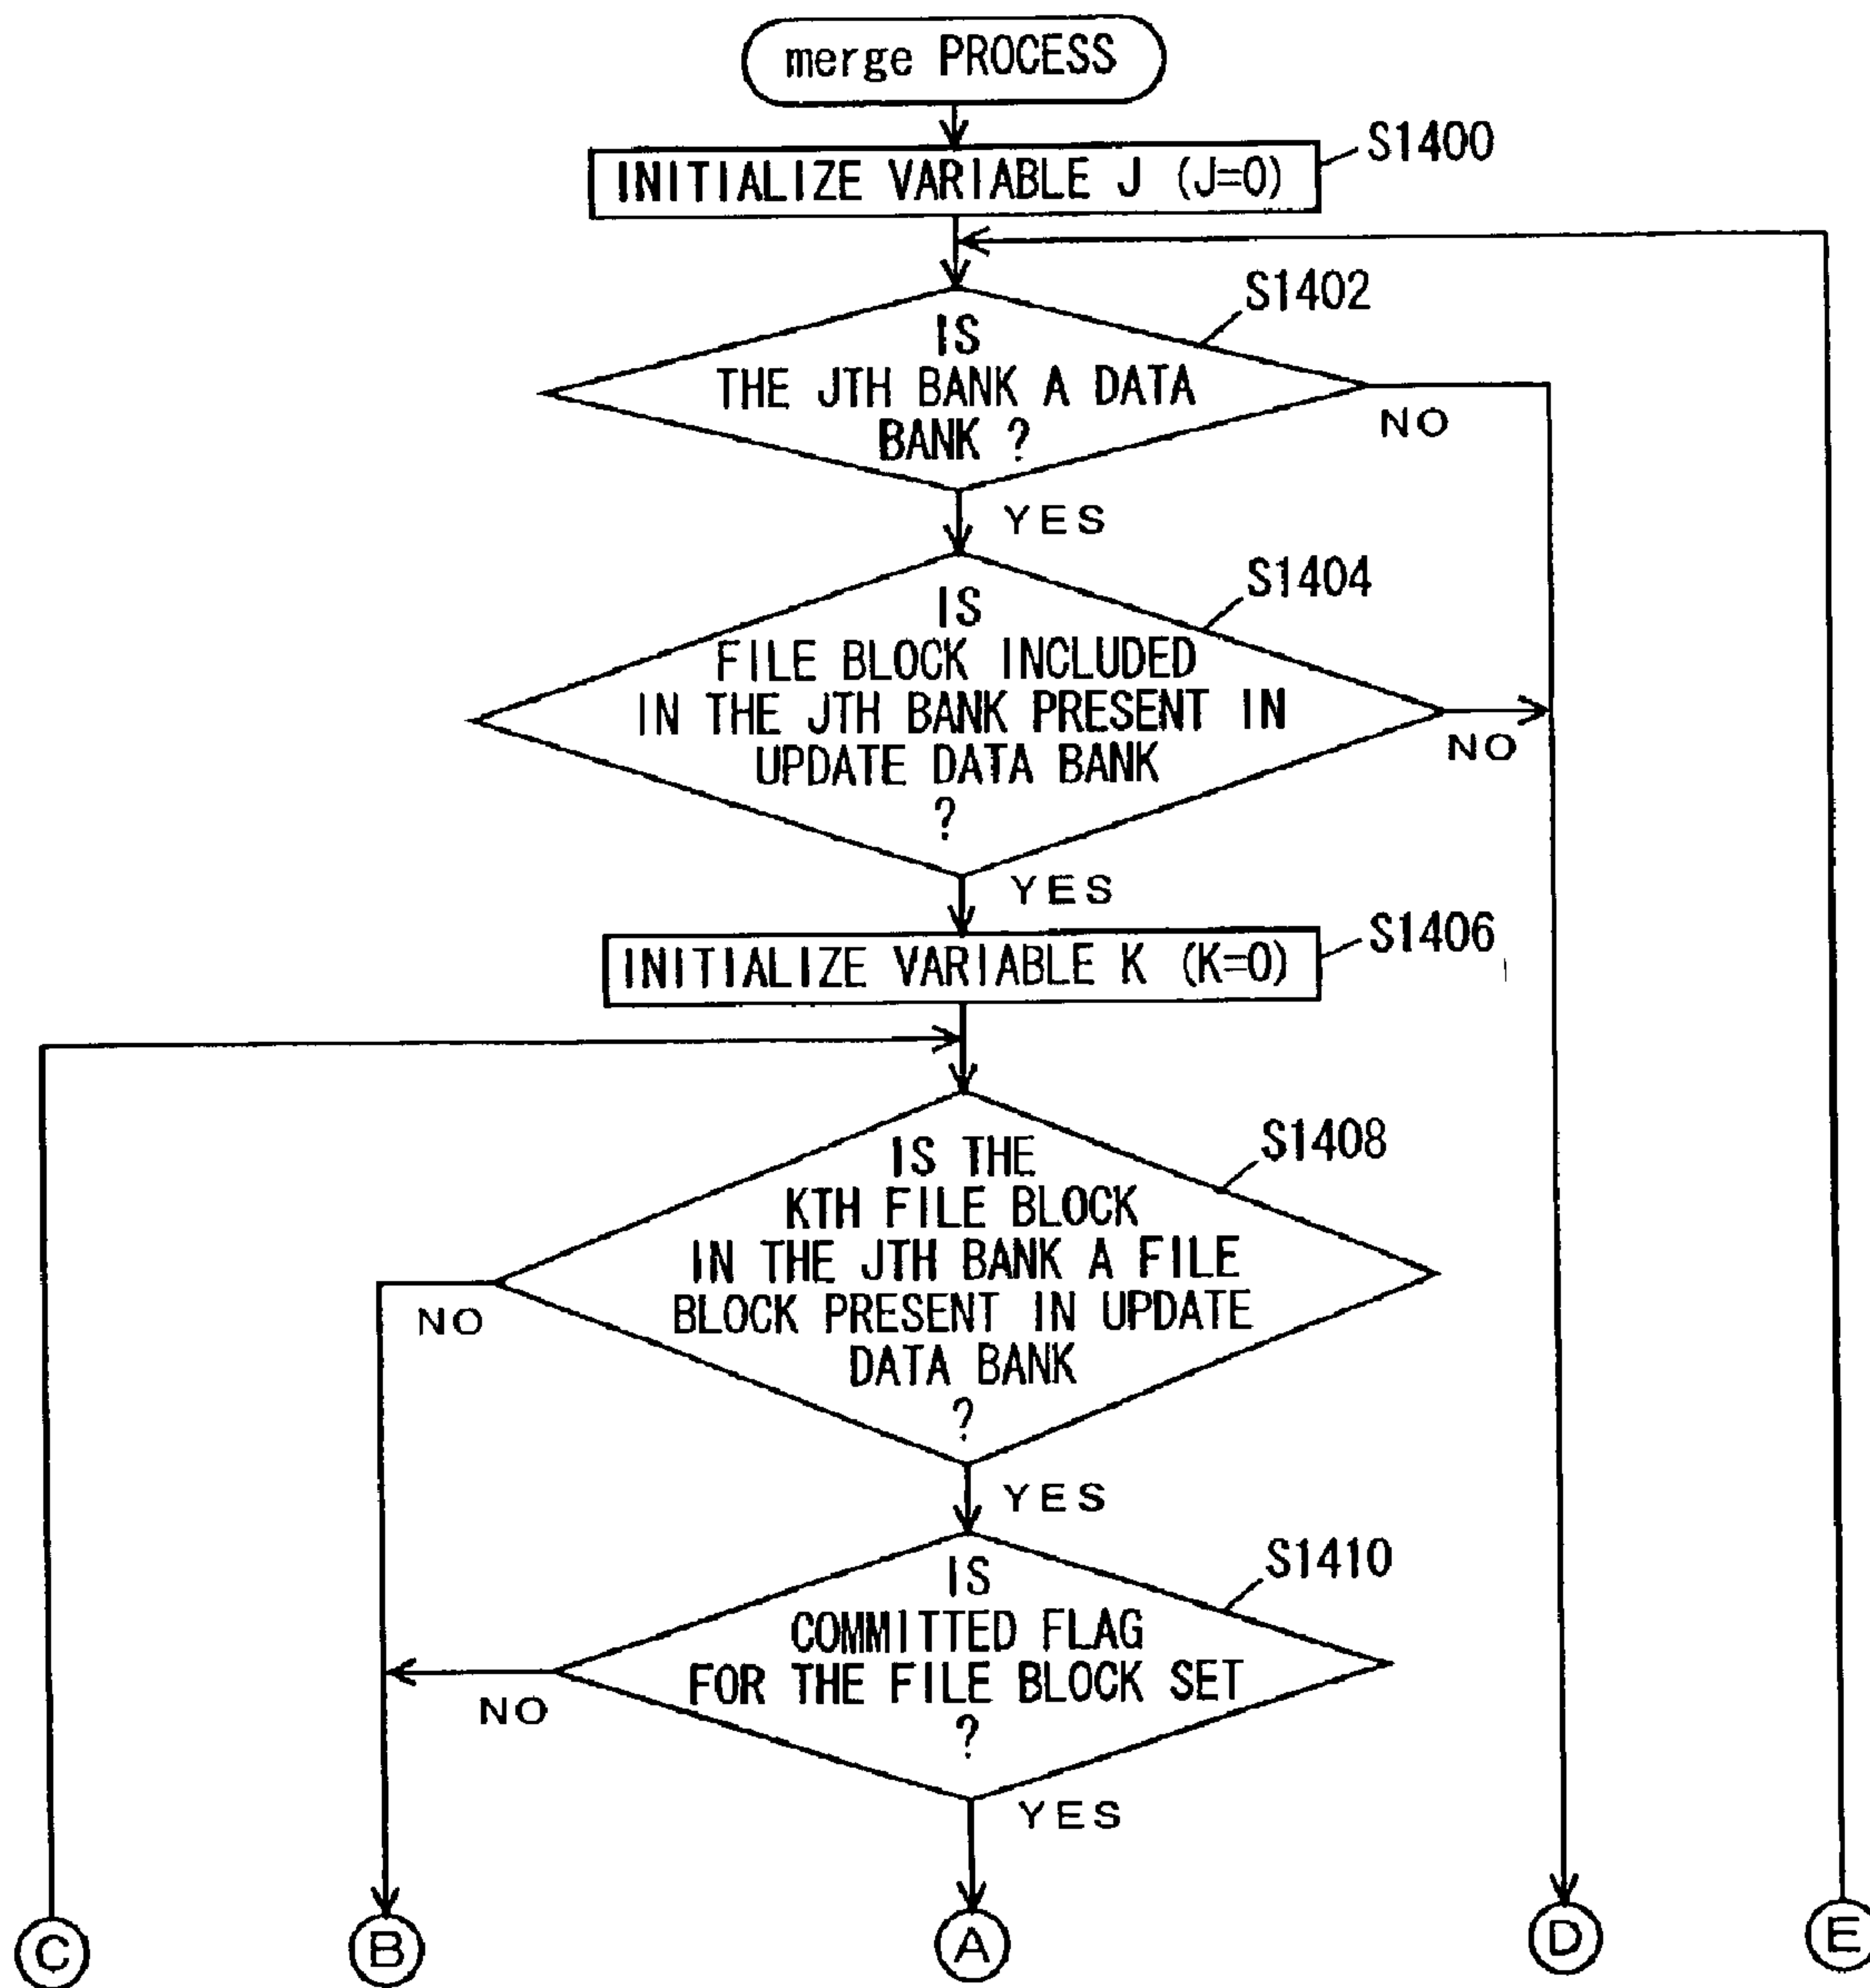 merge PROCESS
S1400
INITIALIZE VARIABLE J (J=0)
S1402
IS
THE JTH BANK A DATA
BANK ?
NO
YES
S1404
IS
FILE BLOCK INCLUDED
IN THE JTH BANK PRESENT IN
UPDATE DATA BANK
?
NO
YES
S1406
INITIALIZE VARIABLE K (K=0)
S1408
IS THE
KTH FILE BLOCK
IN THE JTH BANK A FILE
BLOCK PRESENT IN UPDATE
DATA BANK
?
NO
YES
S1410
IS
COMMITTED FLAG
FOR THE FILE BLOCK SET
?
NO
YES
C
B
A
D
E